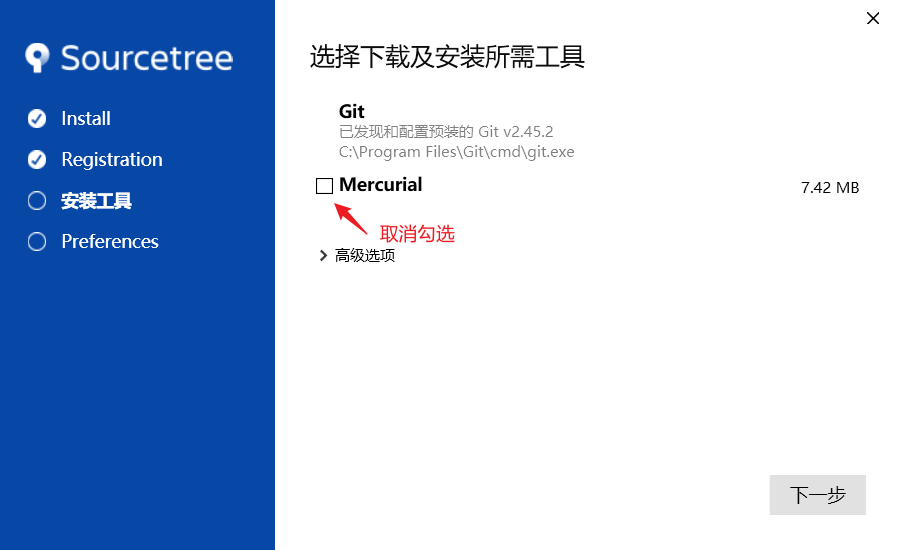 Sourcetree
Install
Registration
安装工具
Preferences
选择下载及安装所需工具
Git
已发现和配置预装的 Git v2.45.2
C:\Program Files\Git\cmd\git.exe
Mercurial
7.42 MB
取消勾选
高级选项
下一步